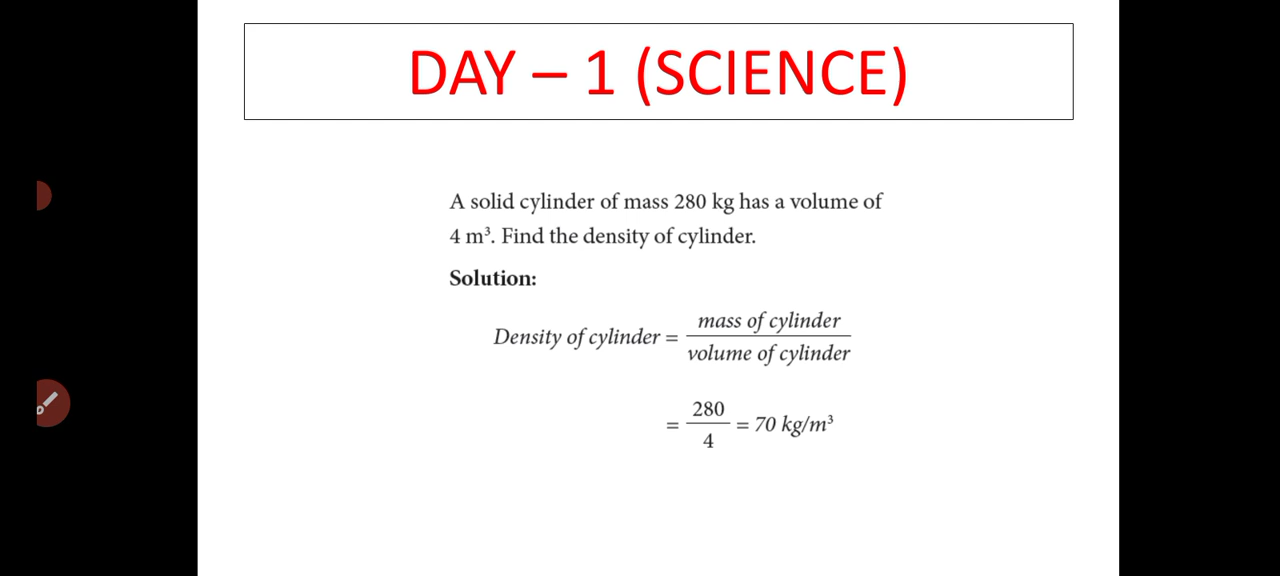 DAY – 1 (SCIENCE)
A solid cylinder of mass 280 kg has a volume of
4 m³. Find the density of cylinder.
Solution:
Density of cylinder = mass of cylinder / volume of cylinder
= 280 / 4 = 70 kg/m³